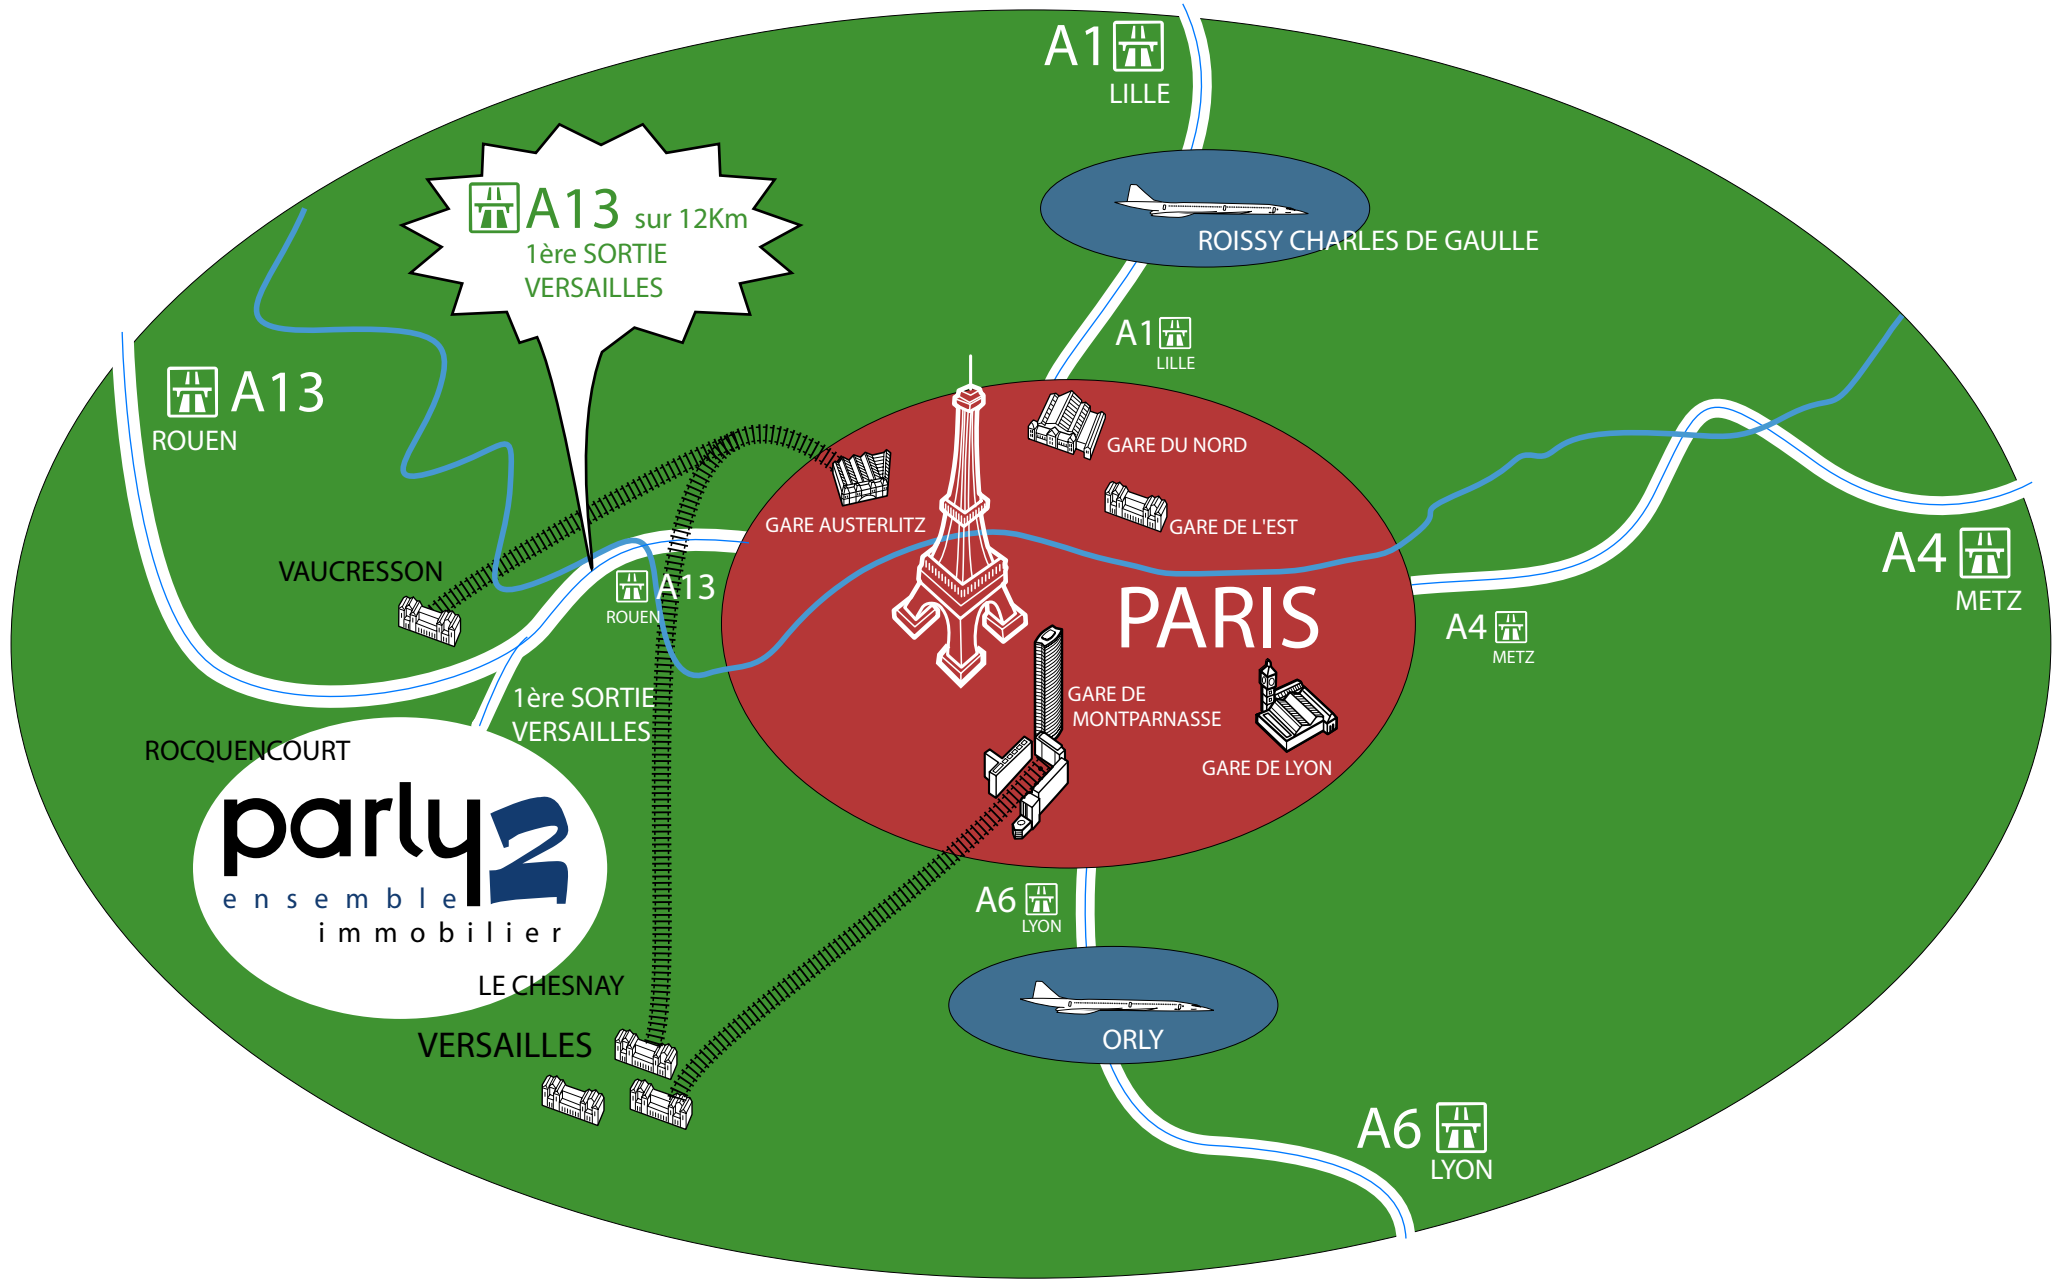 A1
LILLE
A13 sur 12Km
1ère SORTIE
VERSAILLES
ROISSY CHARLES DE GAULLE
A1
LILLE
A13
ROUEN
GARE DU NORD
GARE AUSTERLITZ
GARE DE L'EST
VAUCRESSON
A13
ROUEN
PARIS
A4
METZ
A4
METZ
1ère SORTIE
VERSAILLES
GARE DE
MONTPARNASSE
GARE DE LYON
ROCQUENCOURT
parly 2
ensemble
immobilier
A6
LYON
LE CHESNAY
VERSAILLES
ORLY
A6
LYON